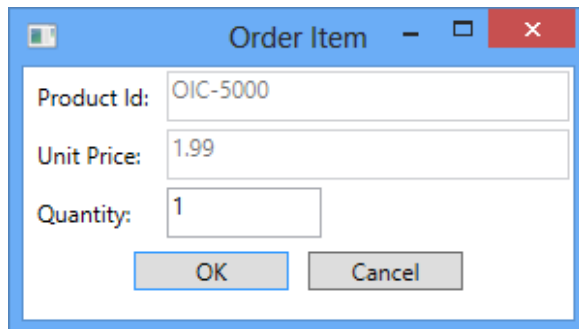 Order Item
Product Id: OIC-5000
Unit Price: 1.99
Quantity: 1
OK Cancel